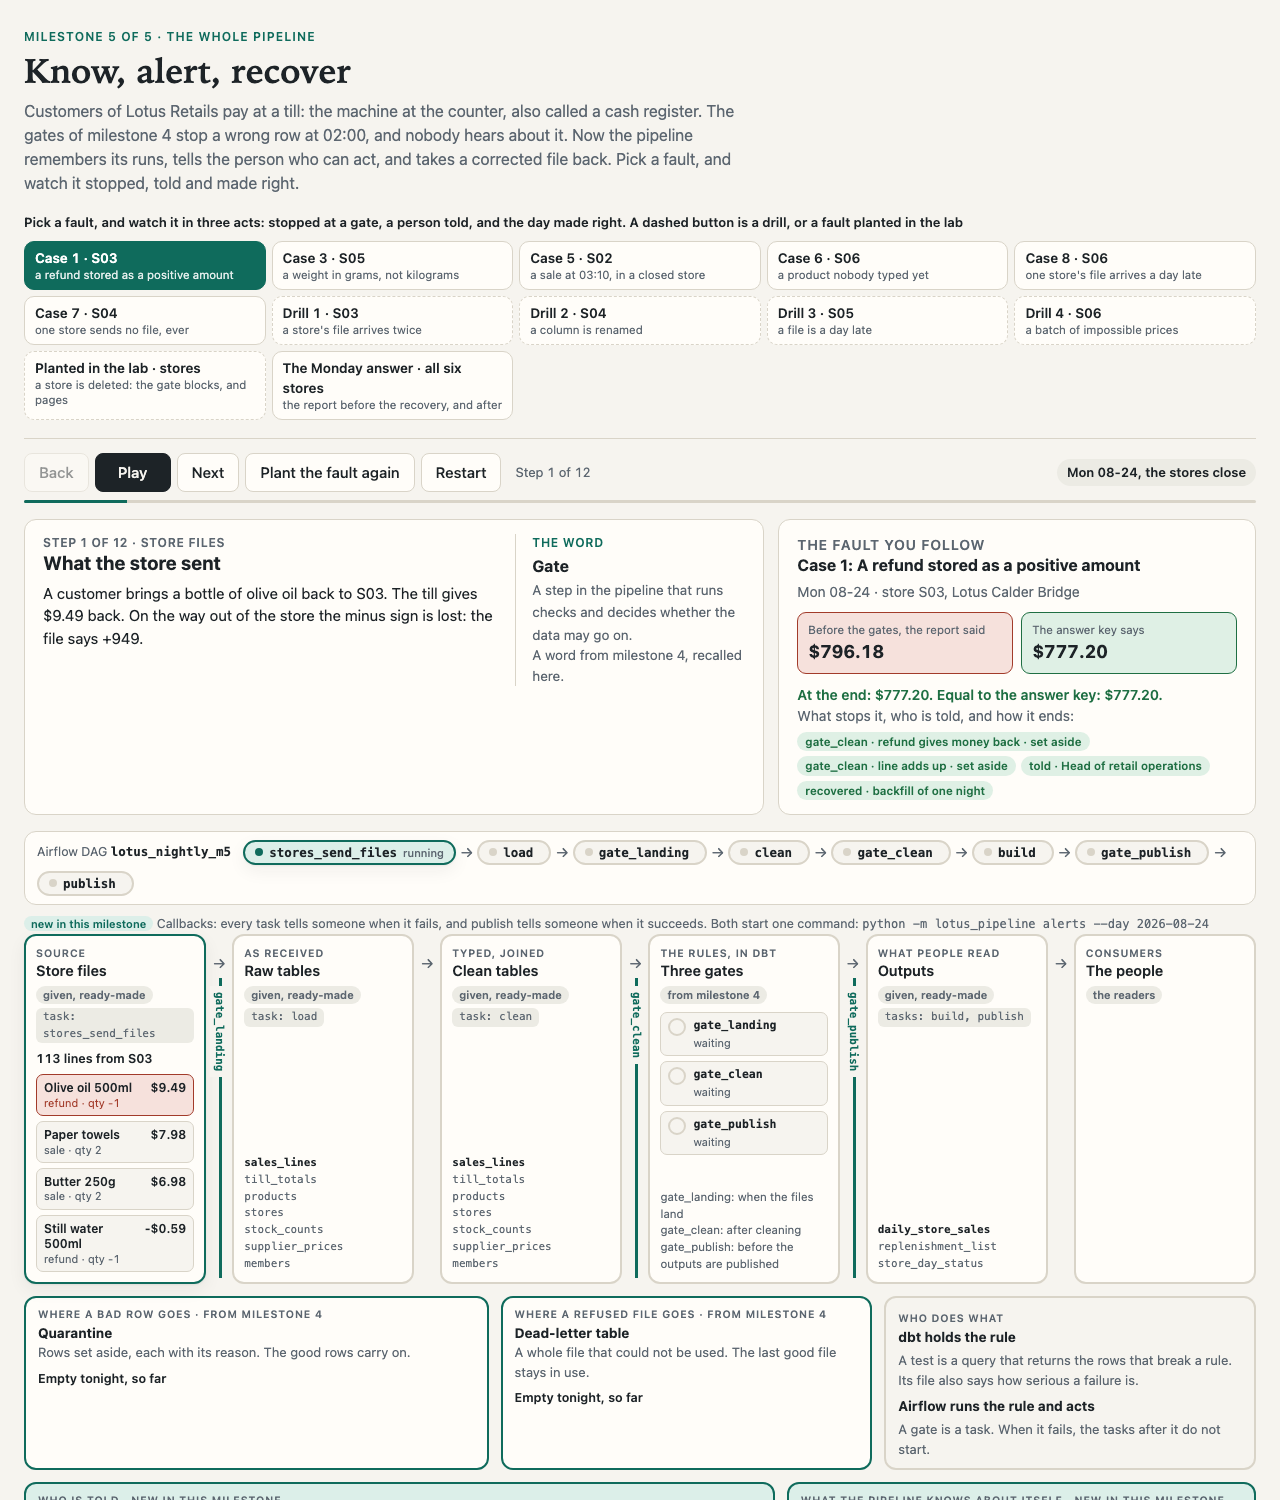 MILESTONE 5 OF 5 · THE WHOLE PIPELINE
Know, alert, recover
Customers of Lotus Retails pay at a till: the machine at the counter, also called a cash register. The
gates of milestone 4 stop a wrong row at 02:00, and nobody hears about it. Now the pipeline
remembers its runs, tells the person who can act, and takes a corrected file back. Pick a fault, and
watch it stopped, told and made right.
Pick a fault, and watch it in three acts: stopped at a gate, a person told, and the day made right. A dashed button is a drill, or a fault planted in the lab
Case 1 · S03
a refund stored as a positive amount
Case 3 · S05
a weight in grams, not kilograms
Case 5 · S02
a sale at 03:10, in a closed store
Case 6 · S06
a product nobody typed yet
Case 8 · S06
one store's file arrives a day late
Case 7 · S04
one store sends no file, ever
Drill 1 · S03
a store's file arrives twice
Drill 2 · S04
a column is renamed
Drill 3 · S05
a file is a day late
Drill 4 · S06
a batch of impossible prices
Planted in the lab · stores
a store is deleted: the gate blocks, and
pages
The Monday answer · all six
stores
the report before the recovery, and after
Back
Play
Next
Plant the fault again
Restart
Step 1 of 12
Mon 08-24, the stores close
STEP 1 OF 12 · STORE FILES
What the store sent
A customer brings a bottle of olive oil back to S03. The till gives
$9.49 back. On the way out of the store the minus sign is lost: the
file says +949.
THE WORD
Gate
A step in the pipeline that runs
checks and decides whether the
data may go on.
A word from milestone 4, recalled
here.
THE FAULT YOU FOLLOW
Case 1: A refund stored as a positive amount
Mon 08-24 · store S03, Lotus Calder Bridge
Before the gates, the report said
$796.18
The answer key says
$777.20
At the end: $777.20. Equal to the answer key: $777.20.
What stops it, who is told, and how it ends:
gate_clean · refund gives money back · set aside
gate_clean · line adds up · set aside
told · Head of retail operations
recovered · backfill of one night
Airflow DAG lotus_nightly_m5
stores_send_files running
→ load
→ gate_landing
→ clean
→ gate_clean
→ build
→ gate_publish →
publish
new in this milestone Callbacks: every task tells someone when it fails, and publish tells someone when it succeeds. Both start one command: python -m lotus_pipeline alerts --day 2026-08-24
SOURCE
Store files
given, ready-made
task:
stores_send_files
113 lines from S03
Olive oil 500ml $9.49
refund · qty -1
Paper towels $7.98
sale · qty 2
Butter 250g $6.98
sale · qty 2
Still water -$0.59
500ml
refund · qty -1
→
gate_landing
AS RECEIVED
Raw tables
given, ready-made
task: load
sales_lines
till_totals
products
stores
stock_counts
supplier_prices
members
→
TYPED, JOINED
Clean tables
given, ready-made
task: clean
sales_lines
till_totals
products
stores
stock_counts
supplier_prices
members
→
gate_clean
THE RULES, IN DBT
Three gates
from milestone 4
gate_landing
waiting
gate_clean
waiting
gate_publish
waiting
gate_landing: when the files
land
gate_clean: after cleaning
gate_publish: before the
outputs are published
→
gate_publish
WHAT PEOPLE READ
Outputs
given, ready-made
tasks: build, publish
daily_store_sales
replenishment_list
store_day_status
→
CONSUMERS
The people
the readers
WHERE A BAD ROW GOES · FROM MILESTONE 4
Quarantine
Rows set aside, each with its reason. The good rows carry on.
Empty tonight, so far
WHERE A REFUSED FILE GOES · FROM MILESTONE 4
Dead-letter table
A whole file that could not be used. The last good file
stays in use.
Empty tonight, so far
WHO DOES WHAT
dbt holds the rule
A test is a query that returns the rows that break a rule.
Its file also says how serious a failure is.
Airflow runs the rule and acts
A gate is a task. When it fails, the tasks after it do not
start.
WHO IS TOLD · NEW IN THIS MILESTONE
WHAT THE PIPELINE KNOWS ABOUT ITSELF · NEW IN THIS MILESTONE